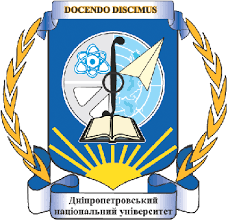 DOCENDO DISCIMUS
Дніпропетровський
національний університет